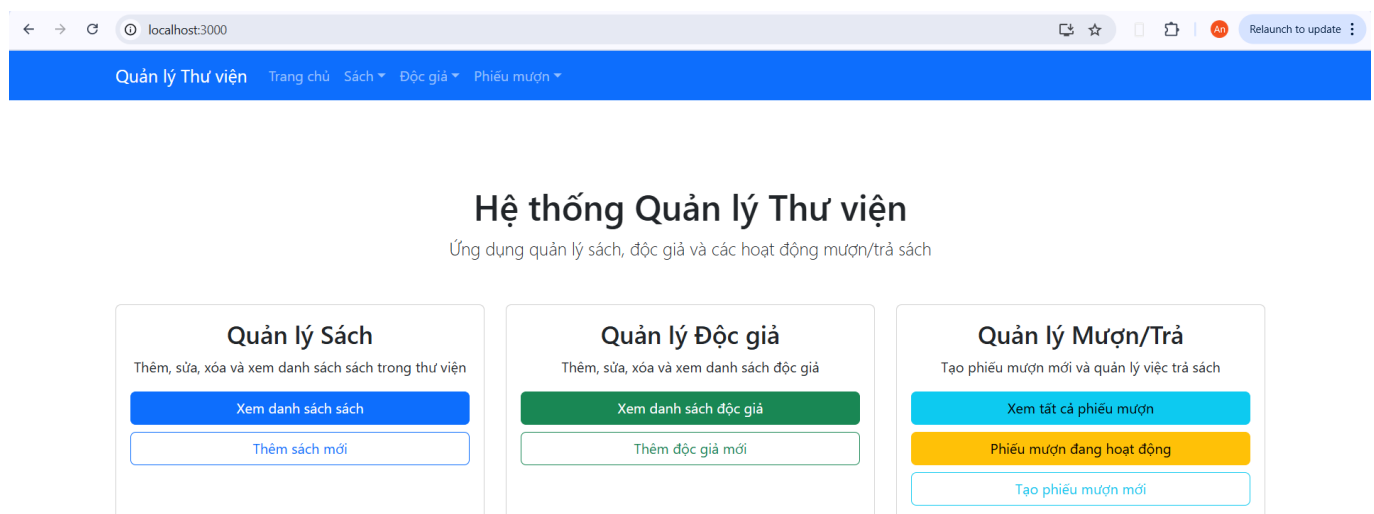 localhost:3000
An
Relaunch to update
Quản lý Thư viện Trang chủ Sách Độc giả Phiếu mượn
Hệ thống Quản lý Thư viện
Ứng dụng quản lý sách, độc giả và các hoạt động mượn/trả sách
Quản lý Sách
Thêm, sửa, xóa và xem danh sách sách trong thư viện
Xem danh sách sách
Thêm sách mới
Quản lý Độc giả
Thêm, sửa, xóa và xem danh sách độc giả
Xem danh sách độc giả
Thêm độc giả mới
Quản lý Mượn/Trả
Tạo phiếu mượn mới và quản lý việc trả sách
Xem tất cả phiếu mượn
Phiếu mượn đang hoạt động
Tạo phiếu mượn mới